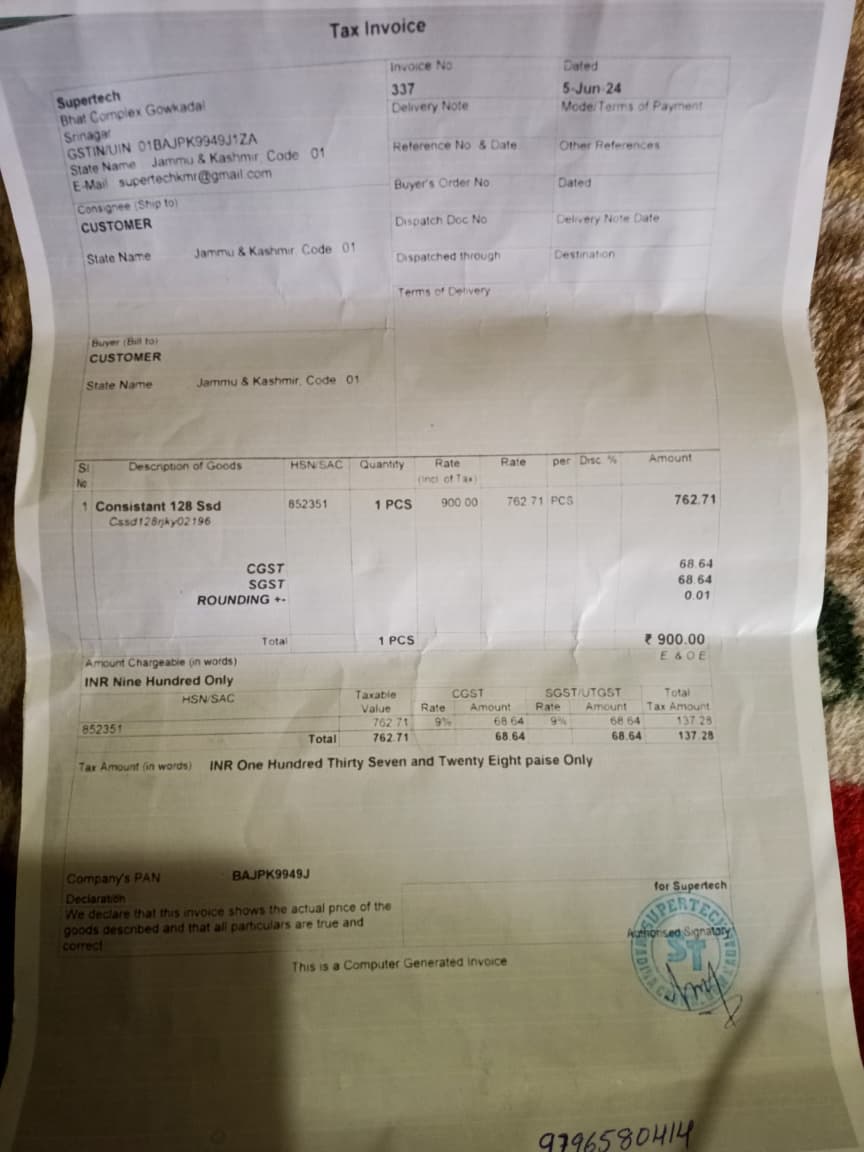 Tax Invoice
Supertech
Bhat Complex Gowkadal
Srinagar
GSTIN/UIN 01BAJPK9949J1ZA
State Name Jammu & Kashmir, Code 01
E-Mail supertechkmr@gmail.com
Invoice No
337
Dated
5-Jun-24
Delivery Note
Mode/Terms of Payment
Reference No. & Date
Other References
Buyer's Order No
Dated
Dispatch Doc No
Delivery Note Date
Dispatched through
Destination
Terms of Delivery
Consignee (Ship to)
CUSTOMER
State Name Jammu & Kashmir, Code 01
Buyer (Bill to)
CUSTOMER
State Name Jammu & Kashmir, Code 01
Sl No Description of Goods HSN/SAC Quantity Rate (Incl. of Tax) Rate per Disc. % Amount
1 Consistant 128 Ssd 852351 1 PCS 900.00 762.71 PCS 762.71
Cssd128rjky02196
CGST 68.64
SGST 68.64
ROUNDING +- 0.01
Total 1 PCS ₹ 900.00
Amount Chargeable (in words) E & O E
INR Nine Hundred Only
HSN/SAC Taxable Value CGST Rate Amount SGST/UTGST Rate Amount Total Tax Amount
852351 762.71 9% 68.64 9% 68.64 137.28
Total 762.71 68.64 68.64 137.28
Tax Amount (in words) INR One Hundred Thirty Seven and Twenty Eight paise Only
Company's PAN BAJPK9949J
Declaration
We declare that this invoice shows the actual price of the
goods described and that all particulars are true and
correct
for Supertech
SUPERTECH
ST
Authorised Signatory
This is a Computer Generated Invoice
9796580414